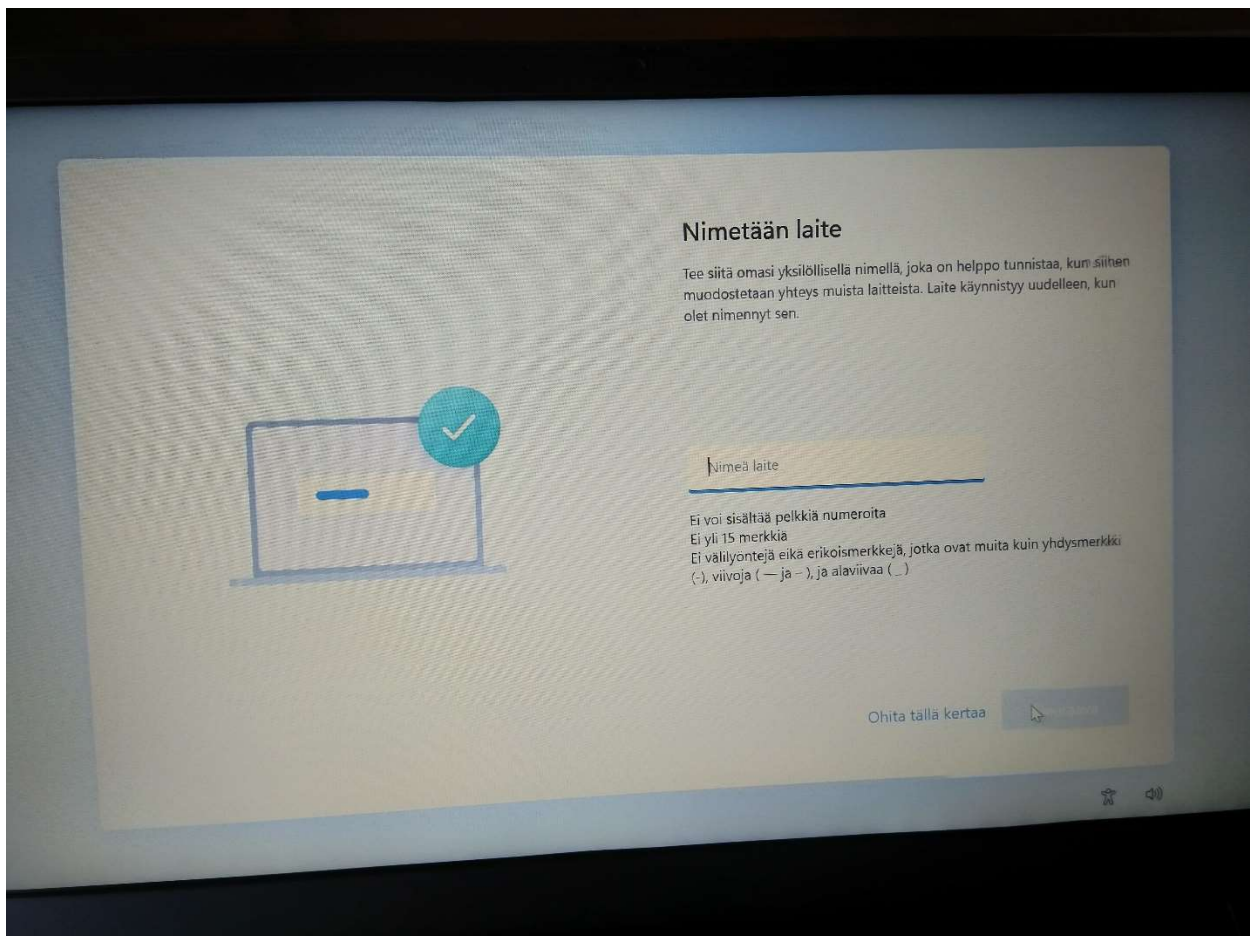 Nimetään laite
Tee siitä omasi yksilöllisellä nimellä, joka on helppo tunnistaa, kun siihen
muodostetaan yhteys muista laitteista. Laite käynnistyy uudelleen, kun
olet nimennyt sen.
Nimeä laite
Ei voi sisältää pelkkiä numeroita
Ei yli 15 merkkiä
Ei välilyöntejä eikä erikoismerkkejä, jotka ovat muita kuin yhdysmerkki
(-), viivoja ( — ja – ), ja alaviivaa ( _ )
Ohita tällä kertaa